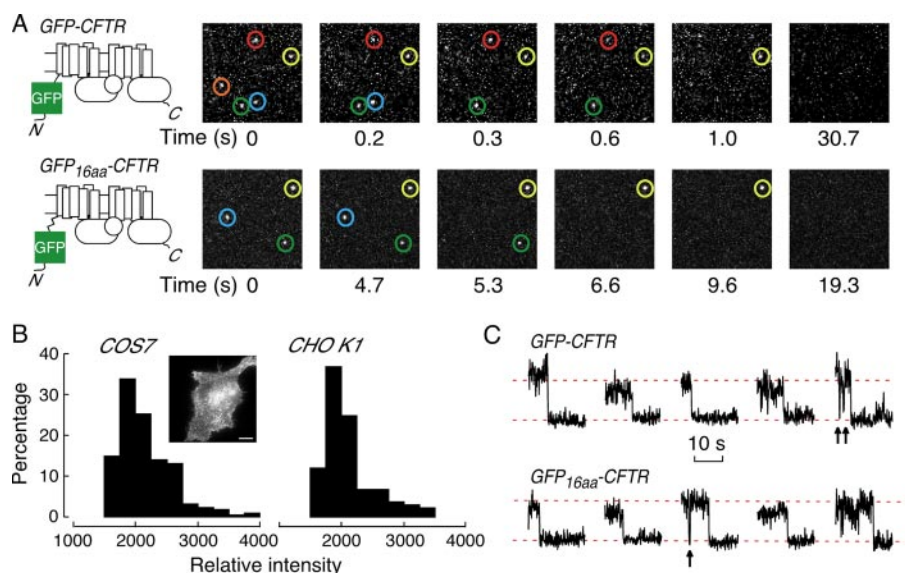 A
GFP-CFTR
GFP
N
C
Time (s) 0 0.2 0.3 0.6 1.0 30.7
GFP16aa-CFTR
GFP
N
C
Time (s) 0 4.7 5.3 6.6 9.6 19.3
B
COS7
CHO K1
Percentage
40
30
20
10
0
1000 2000 3000 4000 2000 3000 4000
Relative intensity
C
GFP-CFTR
10 s
GFP16aa-CFTR